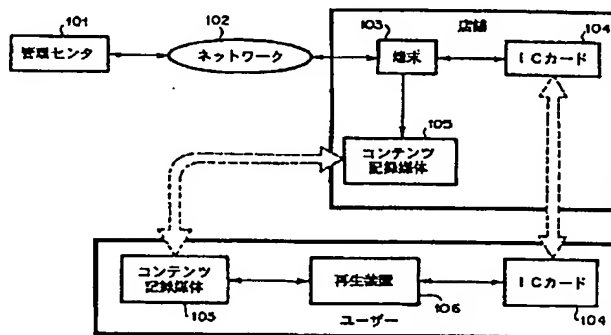 101
管理センタ
102
ネットワーク
店舗
103
端末
104
ICカード
105
コンテンツ
記録媒体
コンテンツ
記録媒体
105
再生装置
106
ユーザー
ICカード
104